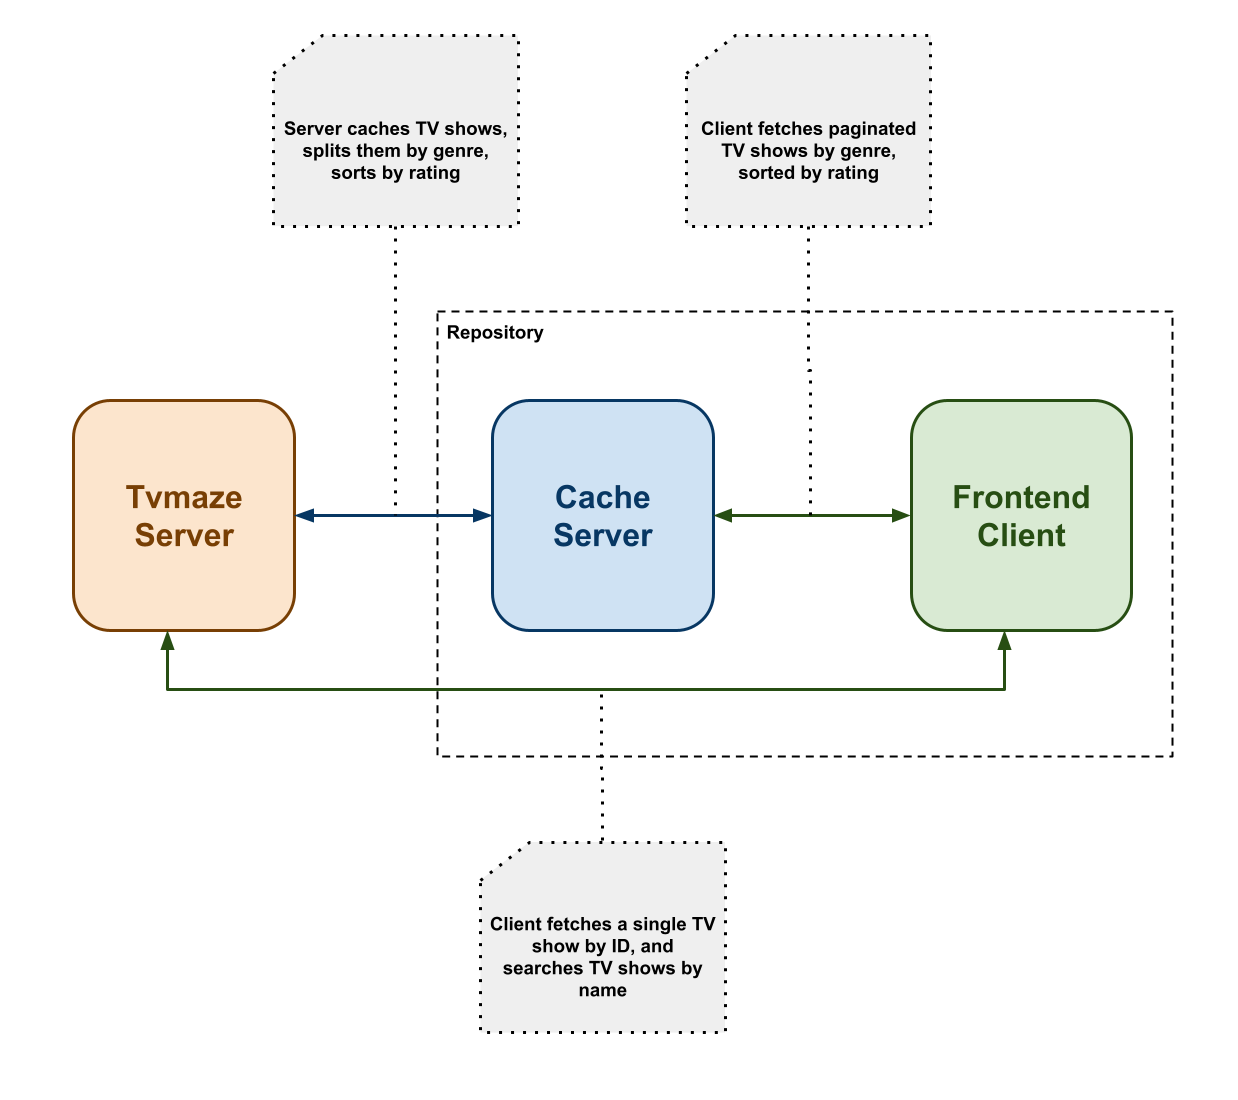 Server caches TV shows,
splits them by genre,
sorts by rating
Client fetches paginated
TV shows by genre,
sorted by rating
Repository
Tvmaze
Server
Cache
Server
Frontend
Client
Client fetches a single TV
show by ID, and
searches TV shows by
name